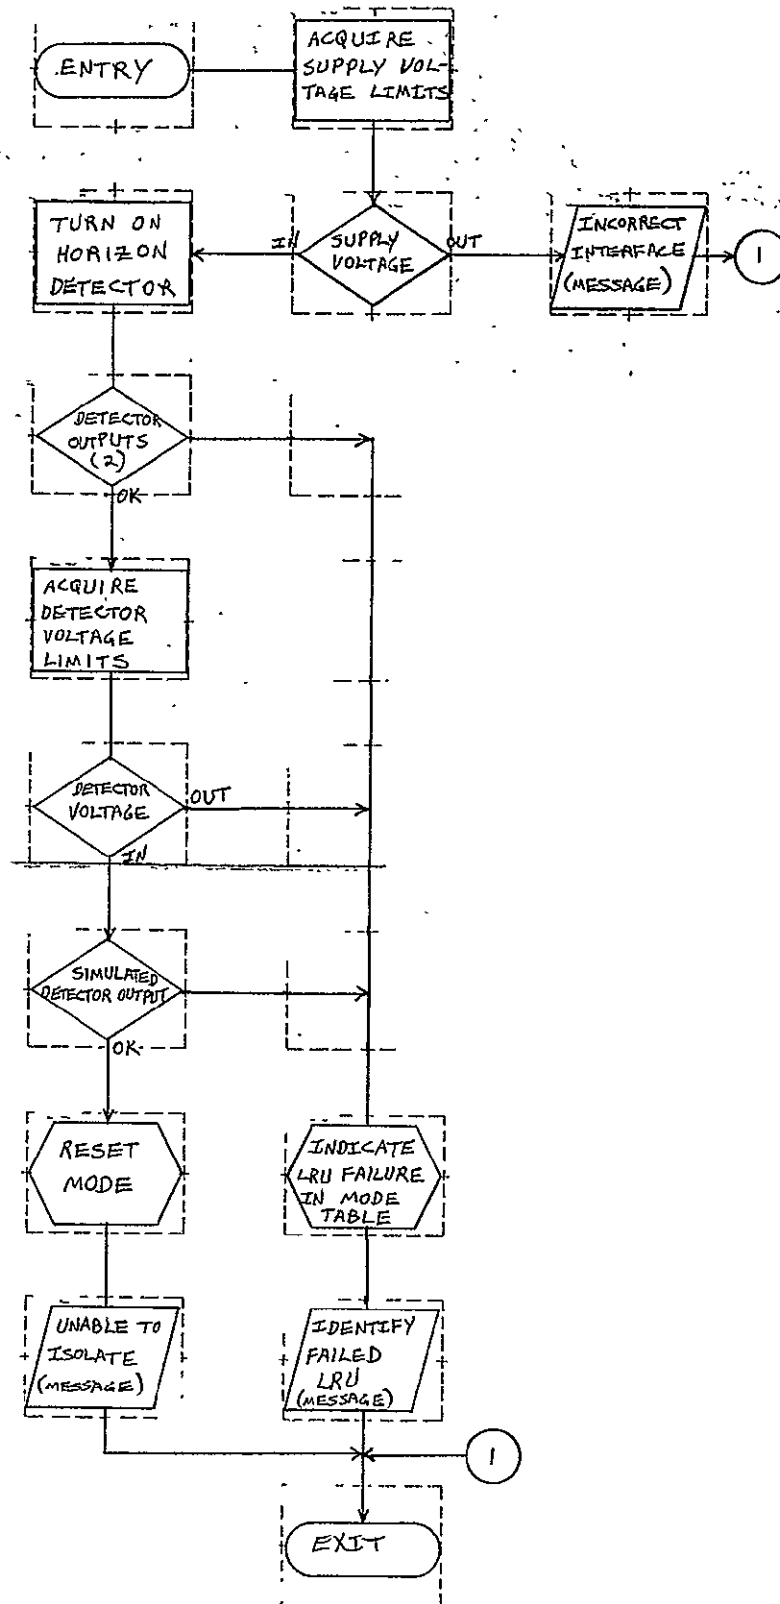 ENTRY
ACQUIRE
SUPPLY VOL-
TAGE LIMITS
TURN ON
HORIZON
DETECTOR
IN
SUPPLY
VOLTAGE
OUT
INCORRECT
INTERFACE
(MESSAGE)
1
DETECTOR
OUTPUTS
(2)
OK
ACQUIRE
DETECTOR
VOLTAGE
LIMITS
DETECTOR
VOLTAGE
OUT
IN
SIMULATED
DETECTOR OUTPUT
OK
RESET
MODE
INDICATE
LRU FAILURE
IN MODE
TABLE
UNABLE TO
ISOLATE
(MESSAGE)
IDENTIFY
FAILED
LRU
(MESSAGE)
1
EXIT